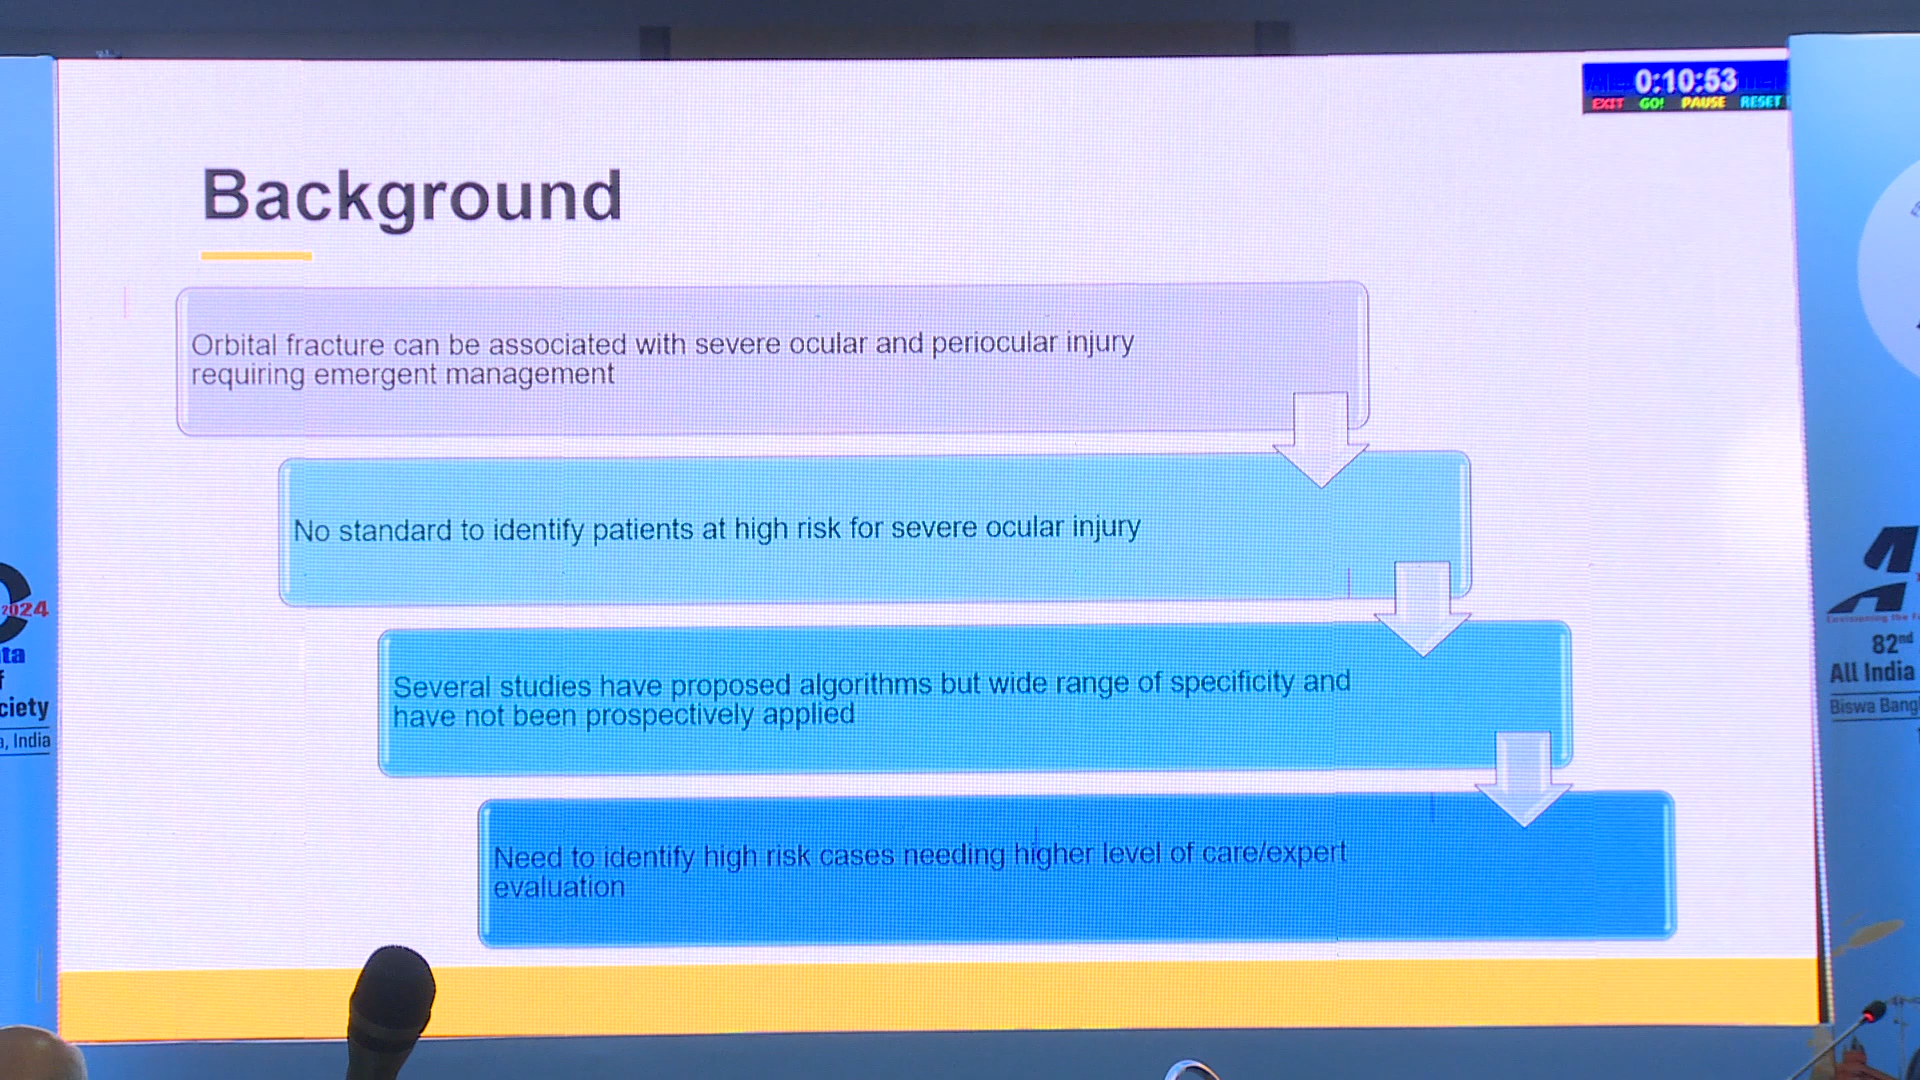 0:10:53
EXIT GO! PAUSE RESET
Background
Orbital fracture can be associated with severe ocular and periocular injury
requiring emergent management
No standard to identify patients at high risk for severe ocular injury
Several studies have proposed algorithms but wide range of specificity and
have not been prospectively applied
Need to identify high risk cases needing higher level of care/expert
evaluation
2024
ta
f
ciety
, India
82nd
All India
Biswa Bang